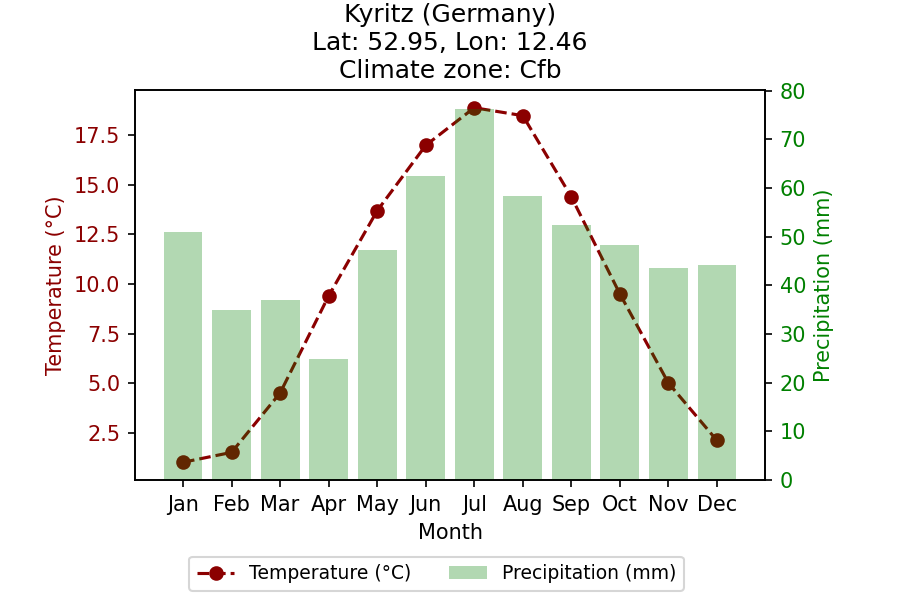 Kyritz (Germany)
Lat: 52.95, Lon: 12.46
Climate zone: Cfb
Temperature (°C)
17.5
15.0
12.5
10.0
7.5
5.0
2.5
80
70
60
50
40
30
20
10
0
Precipitation (mm)
Jan Feb Mar Apr May Jun Jul Aug Sep Oct Nov Dec
Month
Temperature (°C) Precipitation (mm)